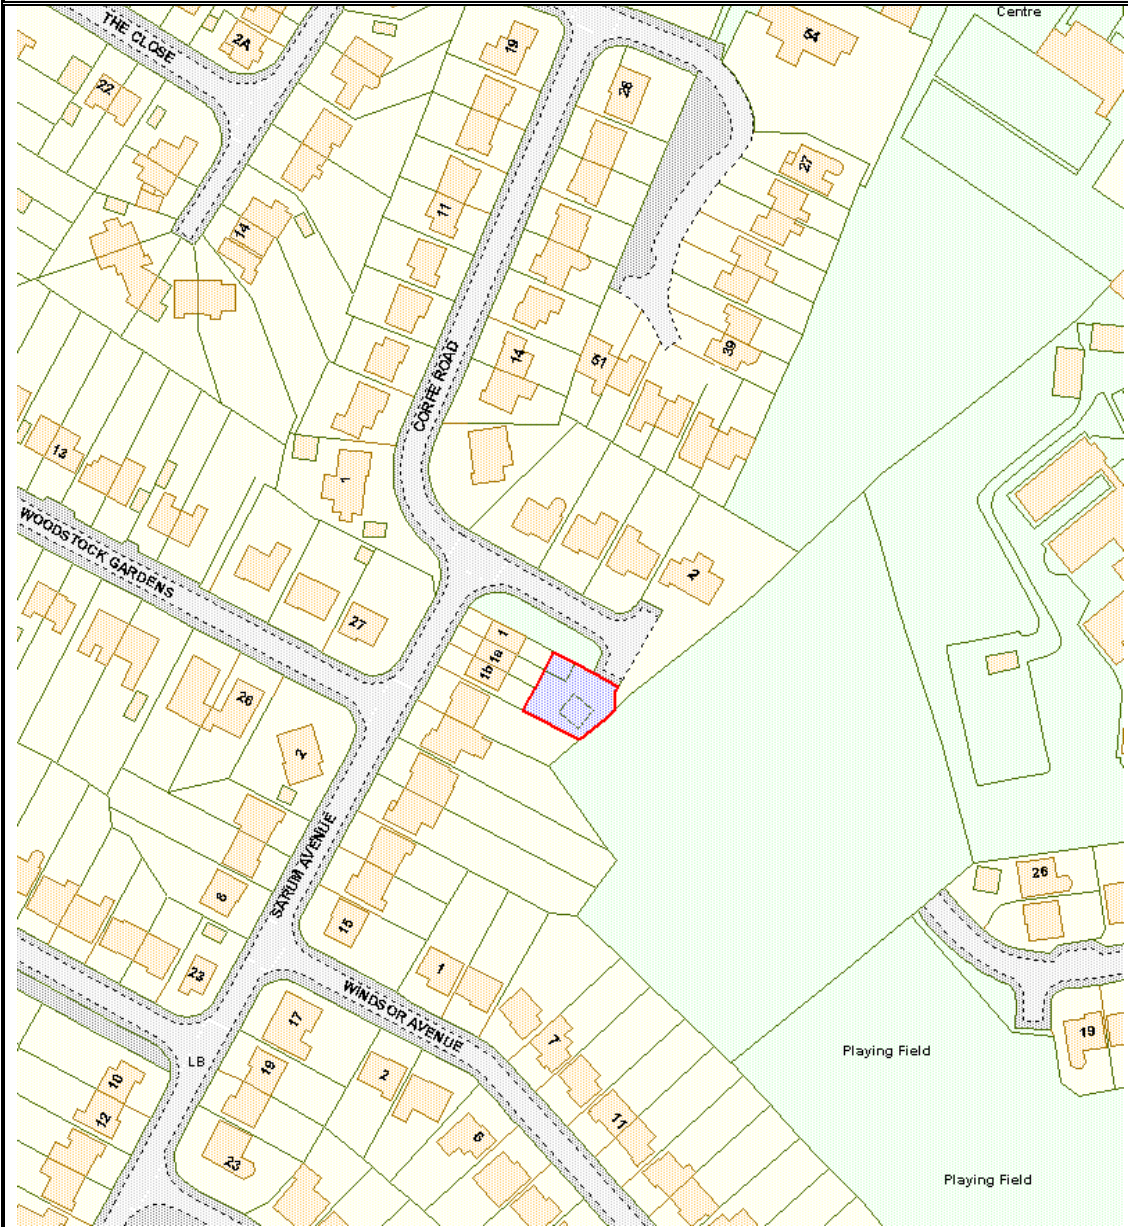 Centre
THE CLOSE
2A
19
54
22
28
27
11
14
CORFE ROAD
14
51
39
13
1
WOODSTOCK GARDENS
2
27
1
1b 1a
26
2
SARUM AVENUE
8
15
26
23
1
WINDSOR AVENUE
17
7
19
Playing Field
LB
19
2
10
12
11
6
23
Playing Field